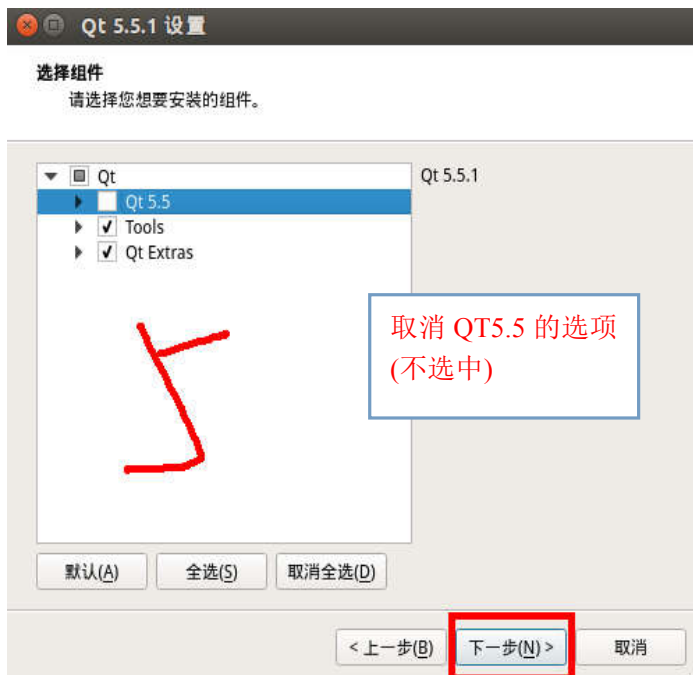 Qt 5.5.1 设置
选择组件
请选择您想要安装的组件。
Qt
Qt 5.5
Tools
Qt Extras
Qt 5.5.1
取消 QT5.5 的选项
(不选中)
默认(A)
全选(S)
取消全选(D)
< 上一步(B)
下一步(N) >
取消